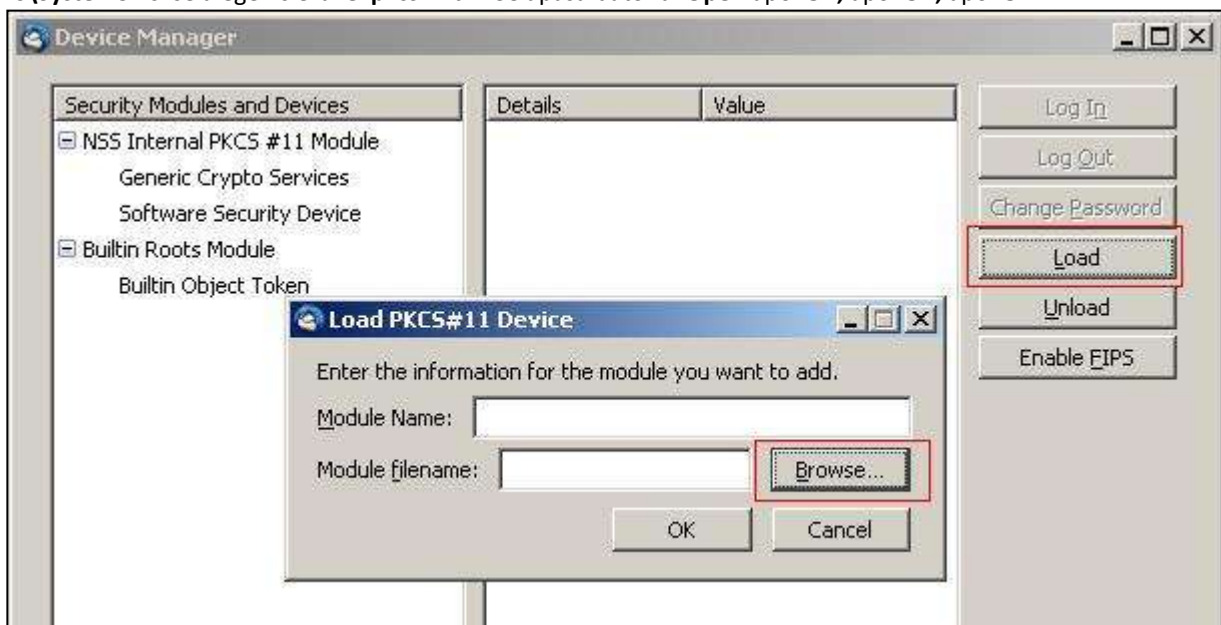 Device Manager
Security Modules and Devices
Details
Value
Log In
NSS Internal PKCS #11 Module
Log Out
Generic Crypto Services
Software Security Device
Change Password
Builtin Roots Module
Load
Builtin Object Token
Load PKCS#11 Device
Unload
Enter the information for the module you want to add.
Enable FIPS
Module Name:
Module filename:
Browse...
OK
Cancel